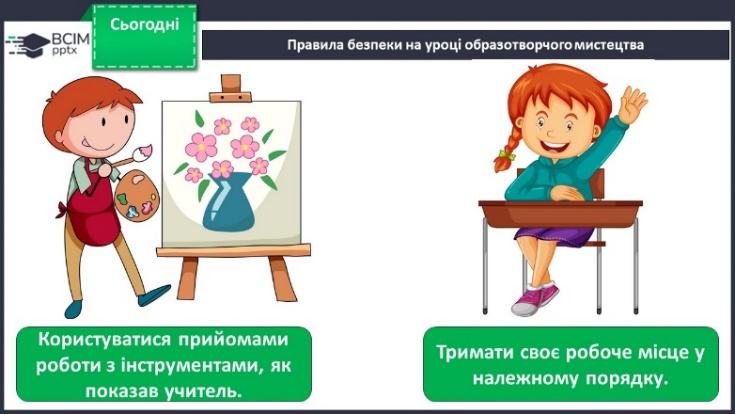 Сьогодні
ВСІМ
pptx
Правила безпеки на уроці образотворчого мистецтва
Користуватися прийомами
роботи з інструментами, як
показав учитель.
Тримати своє робоче місце у
належному порядку.